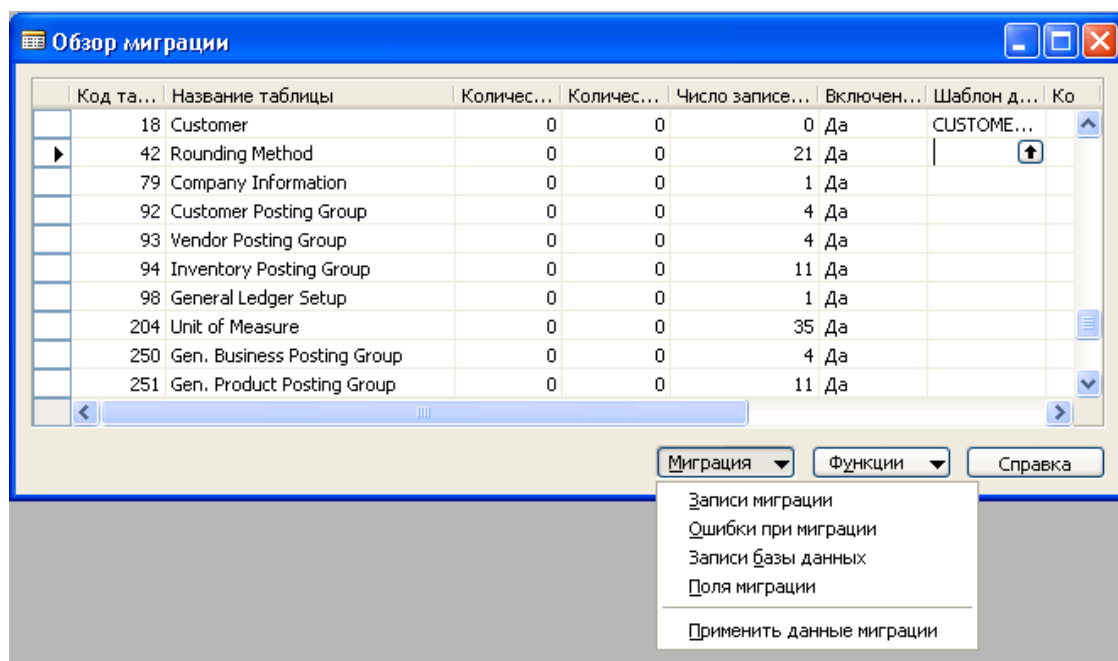 Обзор миграции
Код та... Название таблицы Количес... Количес... Число записе... Включен... Шаблон д... Ко
18 Customer 0 0 0 Да CUSTOME...
42 Rounding Method 0 0 21 Да
79 Company Information 0 0 1 Да
92 Customer Posting Group 0 0 4 Да
93 Vendor Posting Group 0 0 4 Да
94 Inventory Posting Group 0 0 11 Да
98 General Ledger Setup 0 0 1 Да
204 Unit of Measure 0 0 35 Да
250 Gen. Business Posting Group 0 0 4 Да
251 Gen. Product Posting Group 0 0 11 Да
Миграция Функции Справка
Записи миграции
Ошибки при миграции
Записи базы данных
Поля миграции
Применить данные миграции